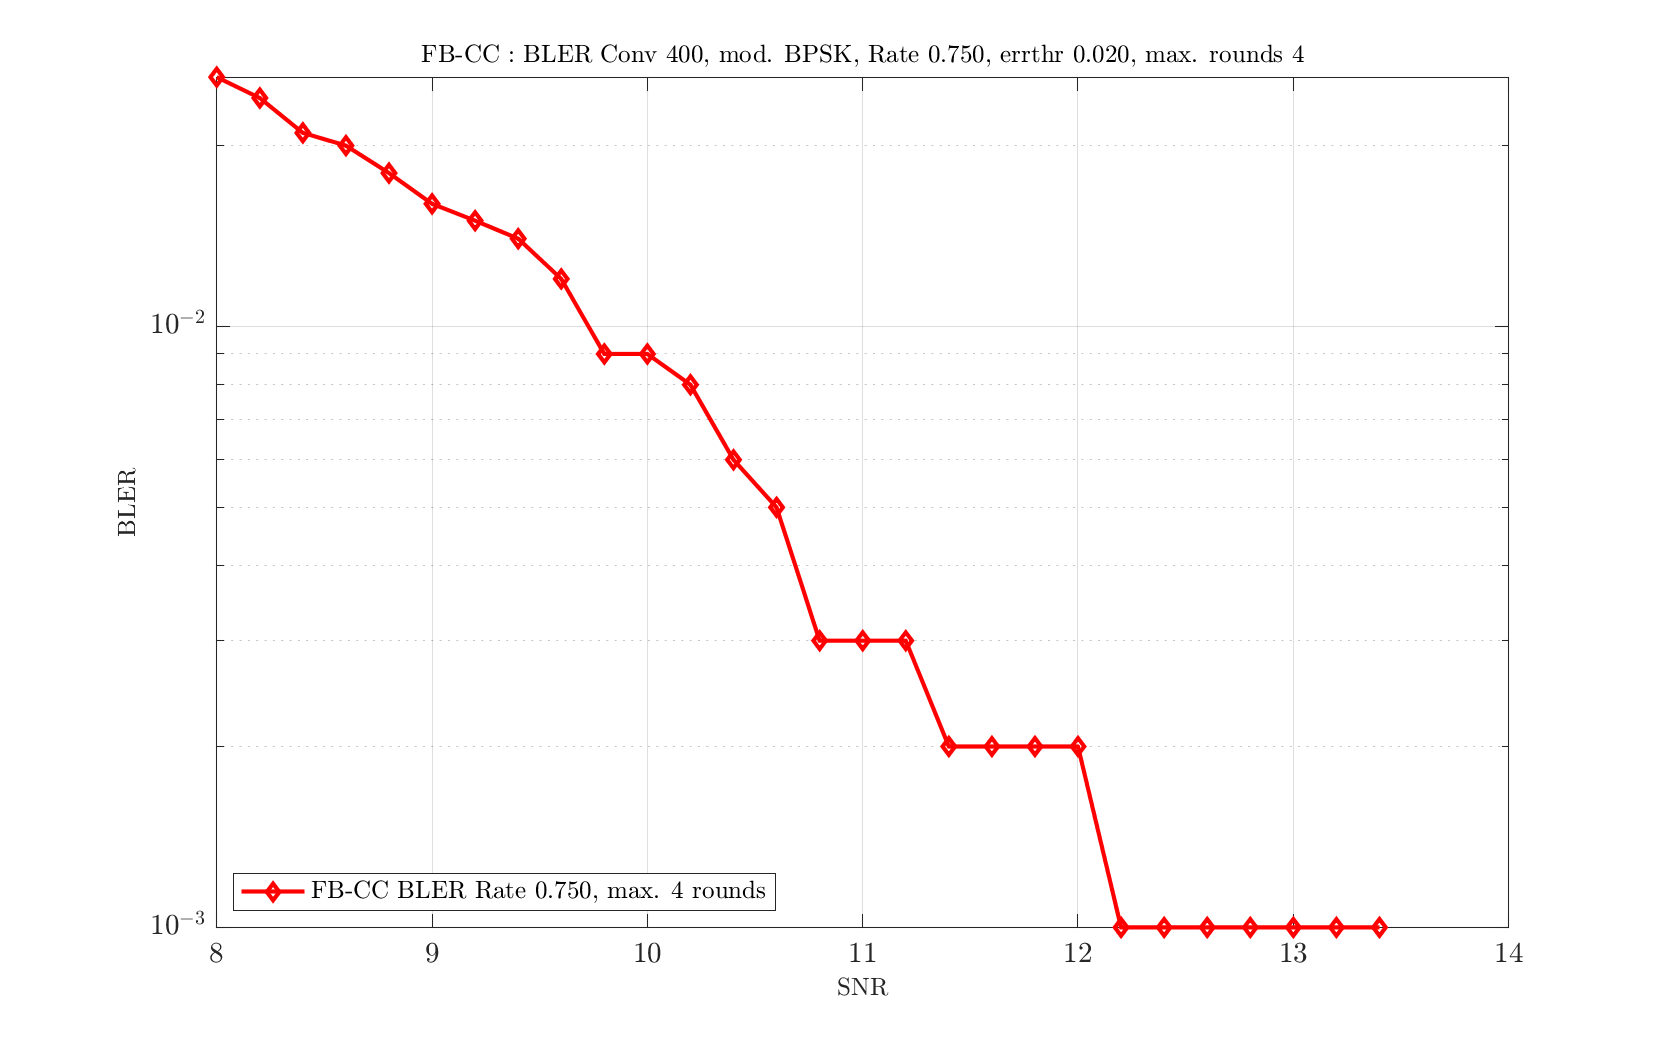 FB-CC : BLER Conv 400, mod. BPSK, Rate 0.750, errthr 0.020, max. rounds 4
10⁻²
BLER
FB-CC BLER Rate 0.750, max. 4 rounds
10⁻³
8 9 10 11 12 13 14
SNR